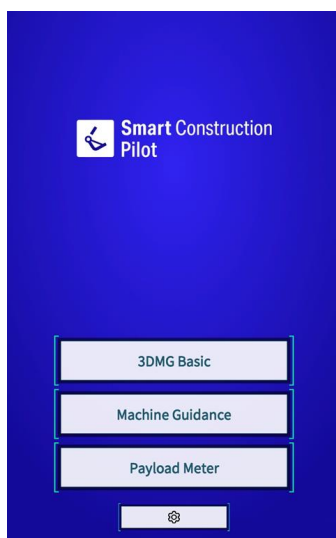 Smart Construction
Pilot
3DMG Basic
Machine Guidance
Payload Meter